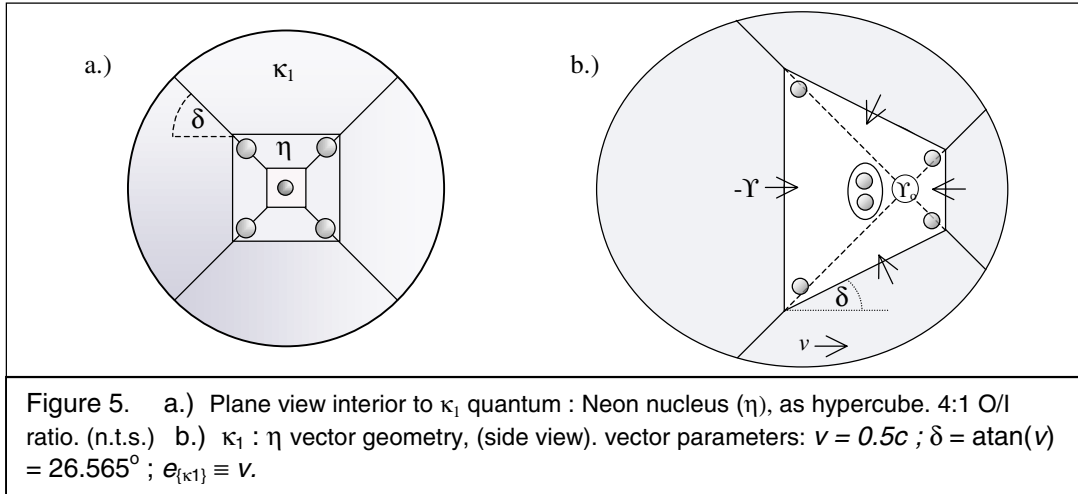 a.)
κ₁
δ
η
b.)
-ϒ
ϒₒ
δ
v
Figure 5. a.) Plane view interior to κ₁ quantum : Neon nucleus (η), as hypercube. 4:1 O/I
ratio. (n.t.s.) b.) κ₁ : η vector geometry, (side view). vector parameters: v = 0.5c ; δ = atan(v)
= 26.565° ; e{κ1} ≡ v.